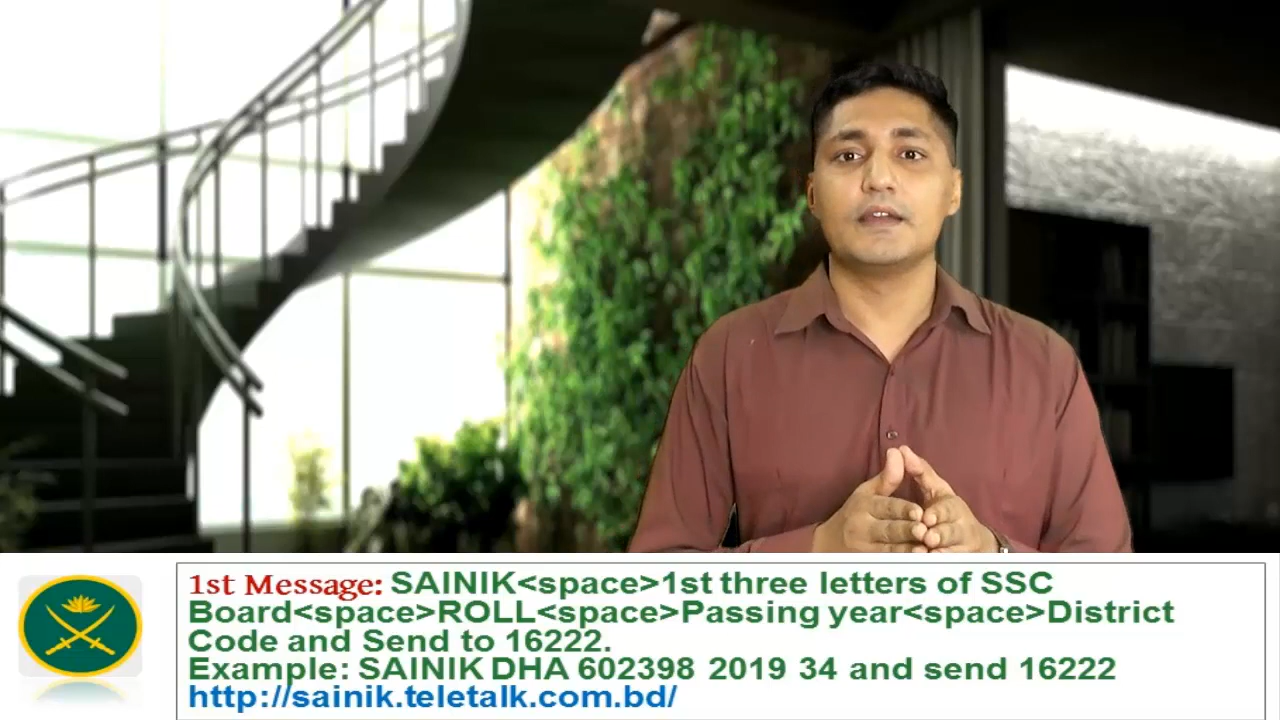 1st Message: SAINIK<space>1st three letters of SSC
Board<space>ROLL<space>Passing year<space>District
Code and Send to 16222.
Example: SAINIK DHA 602398 2019 34 and send 16222
http://sainik.teletalk.com.bd/